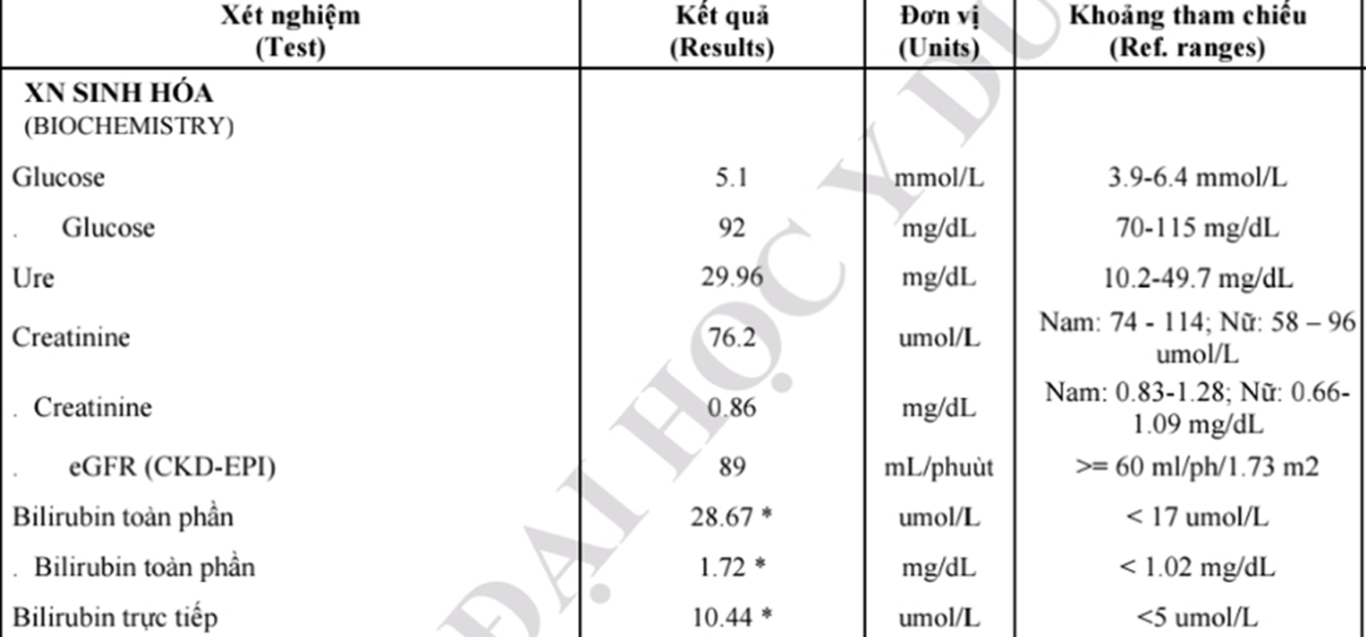 Xét nghiệm Kết quả Đơn vị Khoảng tham chiếu
(Test) (Results) (Units) (Ref. ranges)
XN SINH HÓA
(BIOCHEMISTRY)
Glucose 5.1 mmol/L 3.9-6.4 mmol/L
. Glucose 92 mg/dL 70-115 mg/dL
Ure 29.96 mg/dL 10.2-49.7 mg/dL
Creatinine 76.2 umol/L Nam: 74 - 114; Nữ: 58 – 96
umol/L
. Creatinine 0.86 mg/dL Nam: 0.83-1.28; Nữ: 0.66-
1.09 mg/dL
. eGFR (CKD-EPI) 89 mL/phuùt >= 60 ml/ph/1.73 m2
Bilirubin toàn phần 28.67 * umol/L < 17 umol/L
. Bilirubin toàn phần 1.72 * mg/dL < 1.02 mg/dL
Bilirubin trực tiếp 10.44 * umol/L <5 umol/L
ĐẠI HỌC Y DƯ